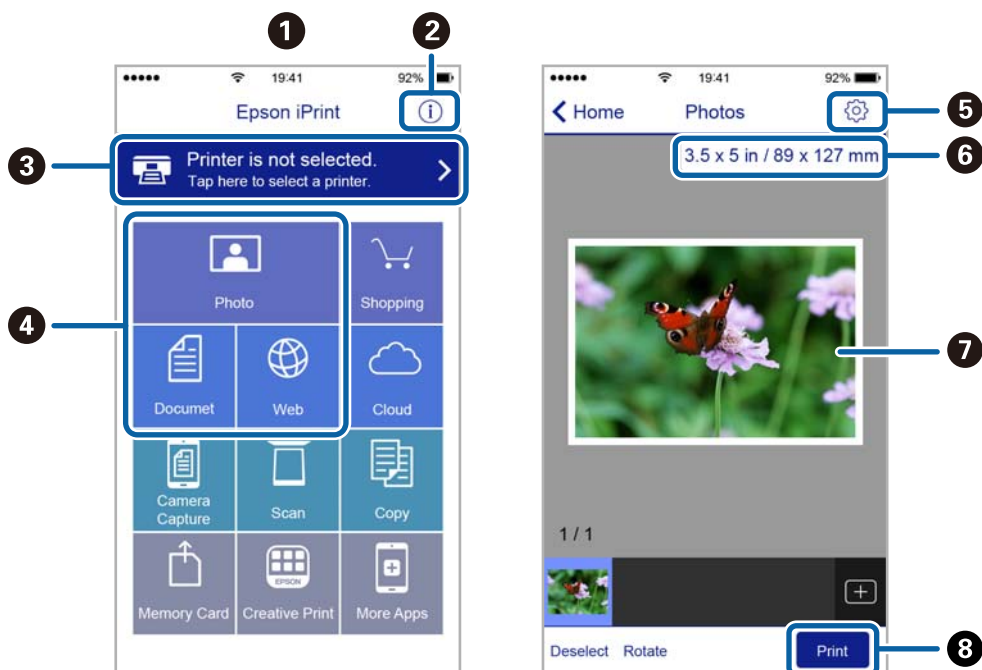 1
2
19:41
92%
Epson iPrint
i
3
Printer is not selected.
Tap here to select a printer.
4
Photo
Shopping
Documet
Web
Cloud
Camera
Capture
Scan
Copy
EPSON
Memory Card
Creative Print
More Apps
19:41
92%
Home
Photos
5
3.5 x 5 in / 89 x 127 mm
6
7
1 / 1
Deselect
Rotate
Print
8